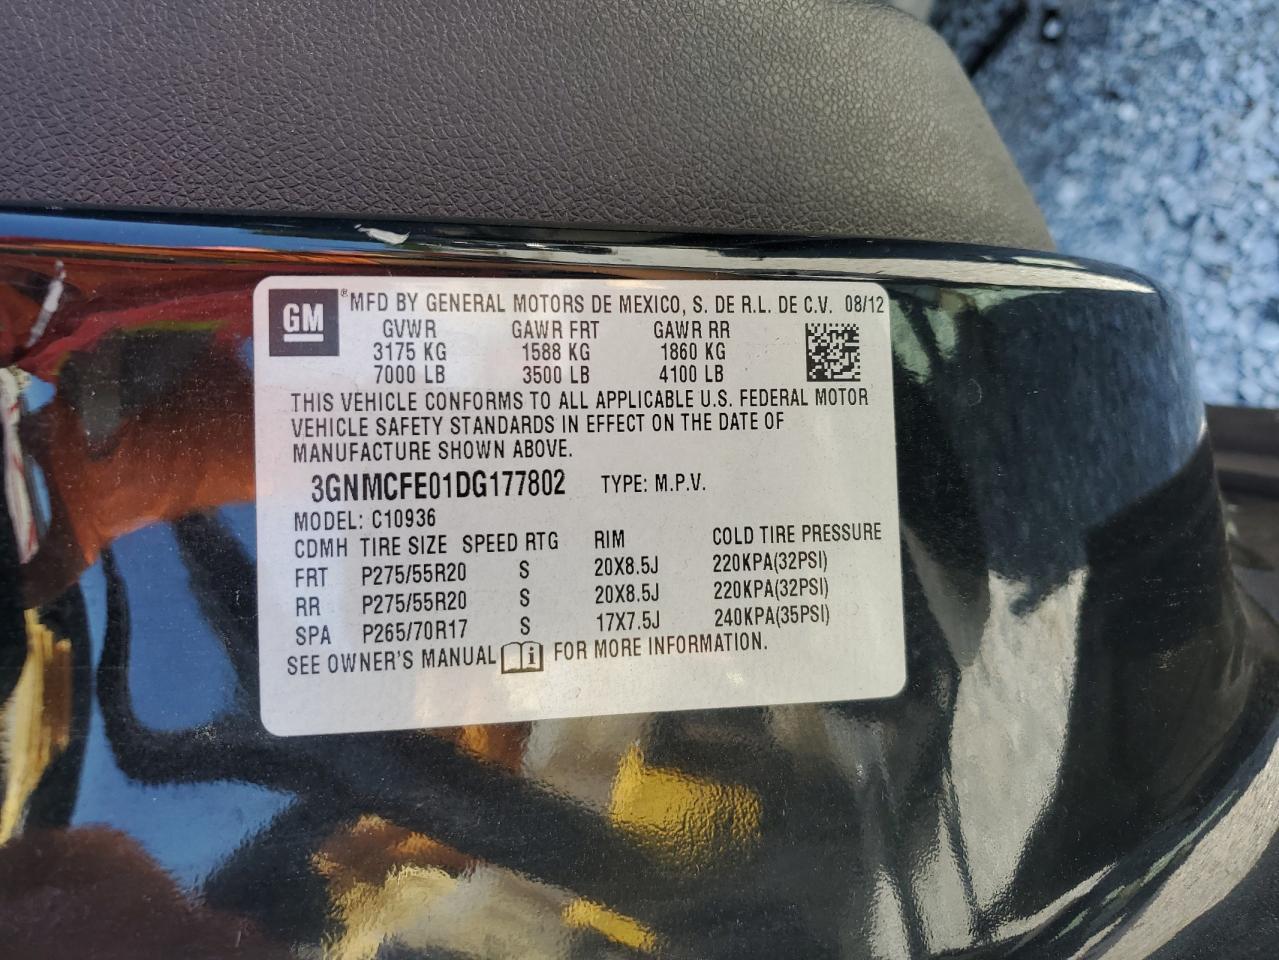 GM ® MFD BY GENERAL MOTORS DE MEXICO, S. DE R.L. DE C.V. 08/12
GVWR GAWR FRT GAWR RR
3175 KG 1588 KG 1860 KG
7000 LB 3500 LB 4100 LB
THIS VEHICLE CONFORMS TO ALL APPLICABLE U.S. FEDERAL MOTOR
VEHICLE SAFETY STANDARDS IN EFFECT ON THE DATE OF
MANUFACTURE SHOWN ABOVE.
3GNMCFE01DG177802 TYPE: M.P.V.
MODEL: C10936
CDMH TIRE SIZE SPEED RTG RIM COLD TIRE PRESSURE
FRT P275/55R20 S 20X8.5J 220KPA(32PSI)
RR P275/55R20 S 20X8.5J 220KPA(32PSI)
SPA P265/70R17 S 17X7.5J 240KPA(35PSI)
SEE OWNER'S MANUAL i FOR MORE INFORMATION.